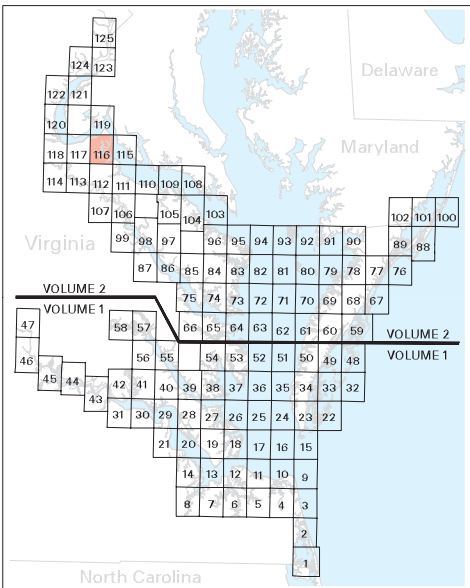 125
124 123
Delaware
122 121
120 119
Maryland
118 117 116 115
114 113 112 111 110 109 108
107 106 105 104 103 102 101 100
Virginia
99 98 97 96 95 94 93 92 91 90 89 88
87 86 85 84 83 82 81 80 79 78 77 76
VOLUME 2
75 74 73 72 71 70 69 68 67
VOLUME 1
47 58 57 66 65 64 63 62 61 60 59
VOLUME 2
VOLUME 1
46 56 55 54 53 52 51 50 49 48
45 44 43 42 41 40 39 38 37 36 35 34 33 32
31 30 29 28 27 26 25 24 23 22
21 20 19 18 17 16 15
14 13 12 11 10 9
8 7 6 5 4 3
2
1
North Carolina